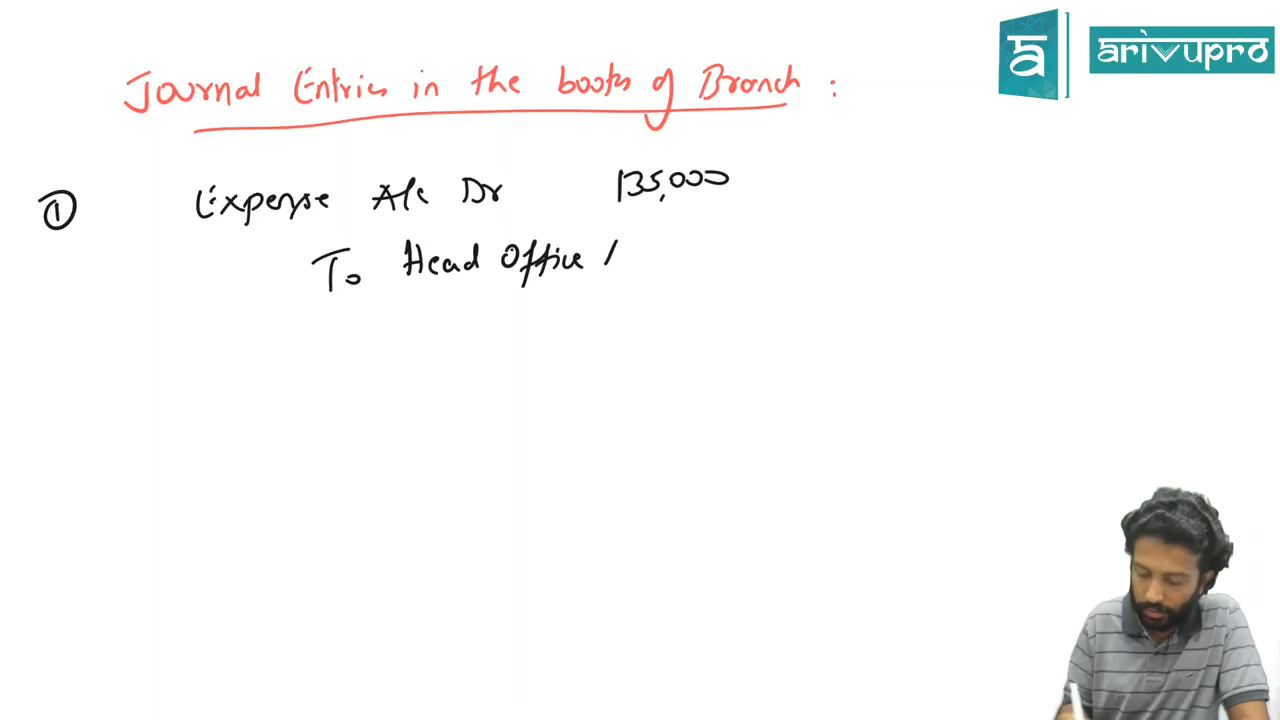 arivupro
Journal Entries in the books of Branch :
① Expense A/c Dr 135,000
To Head Office /